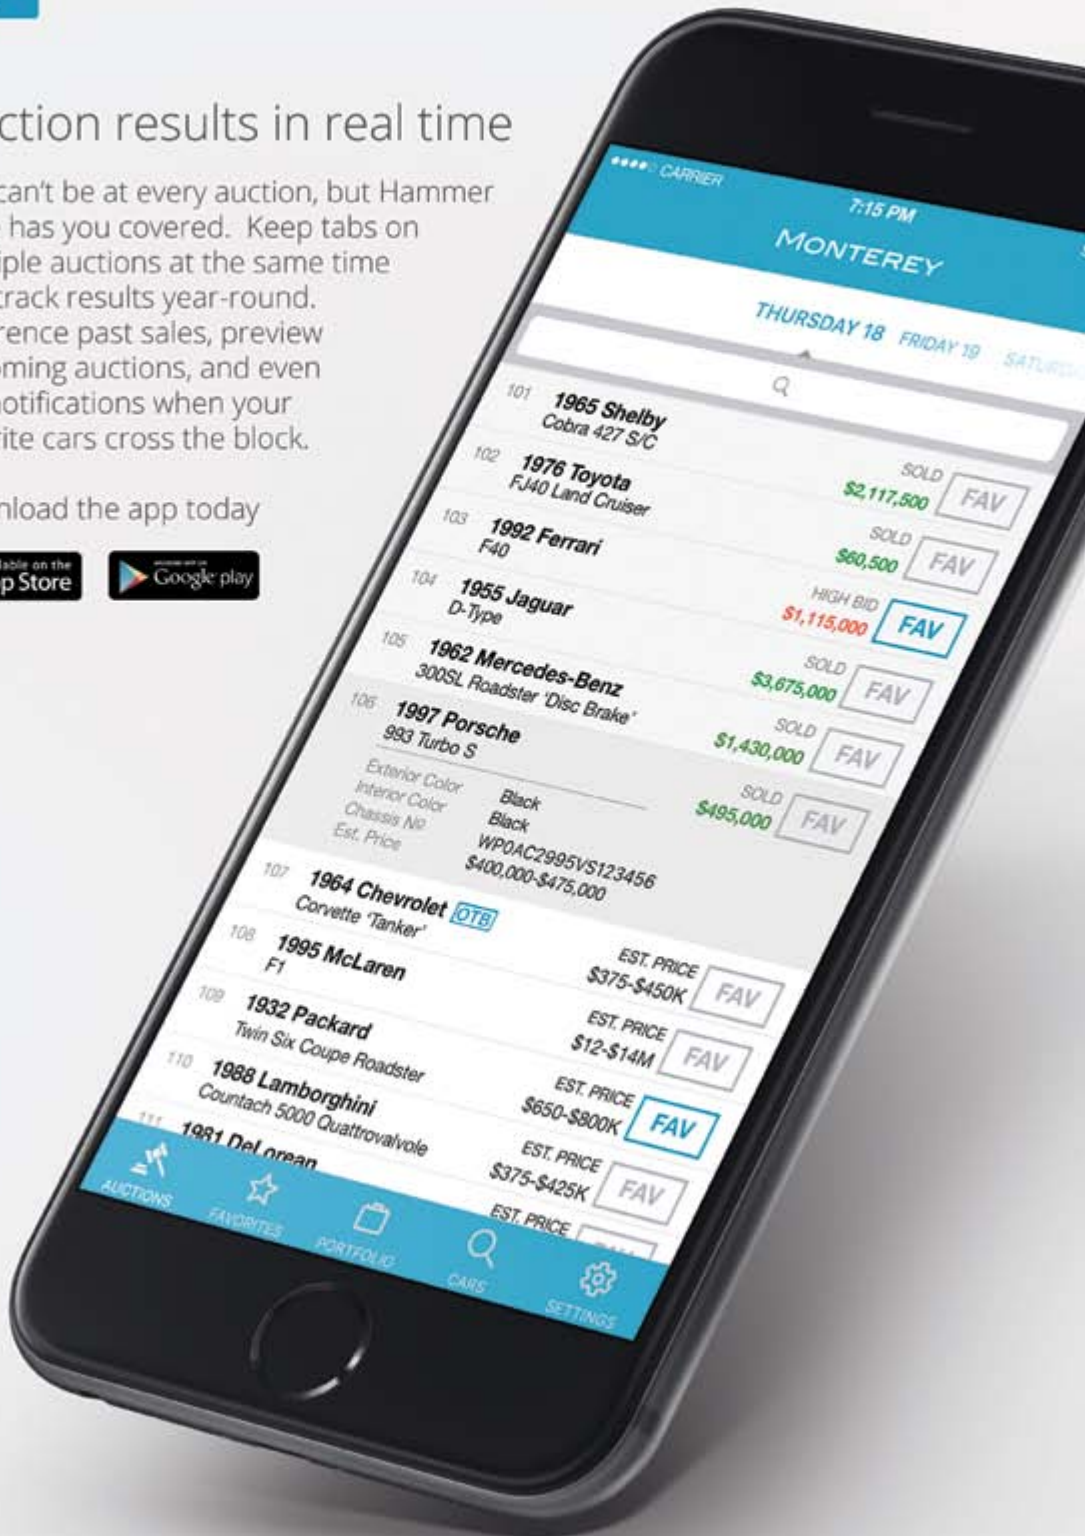 ction results in real time
can't be at every auction, but Hammer
has you covered. Keep tabs on
iple auctions at the same time
track results year-round.
rence past sales, preview
ming auctions, and even
notifications when your
rite cars cross the block.
nload the app today
lable on the
p Store
Google play
CARRIER
7:15 PM
MONTEREY
THURSDAY 18 FRIDAY 19 SATURDA
101 1965 Shelby
Cobra 427 S/C
SOLD
$2,117,500 FAV
102 1976 Toyota
FJ40 Land Cruiser
SOLD
$60,500 FAV
103 1992 Ferrari
F40
HIGH BID
$1,115,000 FAV
104 1955 Jaguar
D-Type
SOLD
$3,675,000 FAV
105 1962 Mercedes-Benz
300SL Roadster 'Disc Brake'
SOLD
$1,430,000 FAV
106 1997 Porsche
993 Turbo S
SOLD
$495,000 FAV
Exterior Color Black
Interior Color Black
Chassis Nº WP0AC2995VS123456
Est. Price $400,000-$475,000
107 1964 Chevrolet OTB
Corvette 'Tanker'
EST. PRICE
$375-$450K FAV
108 1995 McLaren
F1
EST. PRICE
$12-$14M FAV
109 1932 Packard
Twin Six Coupe Roadster
EST. PRICE
$650-$800K FAV
110 1988 Lamborghini
Countach 5000 Quattrovalvole
EST. PRICE
$375-$425K FAV
111 1981 DeLorean
EST. PRICE
AUCTIONS
FAVORITES
PORTFOLIO
CARS
SETTINGS